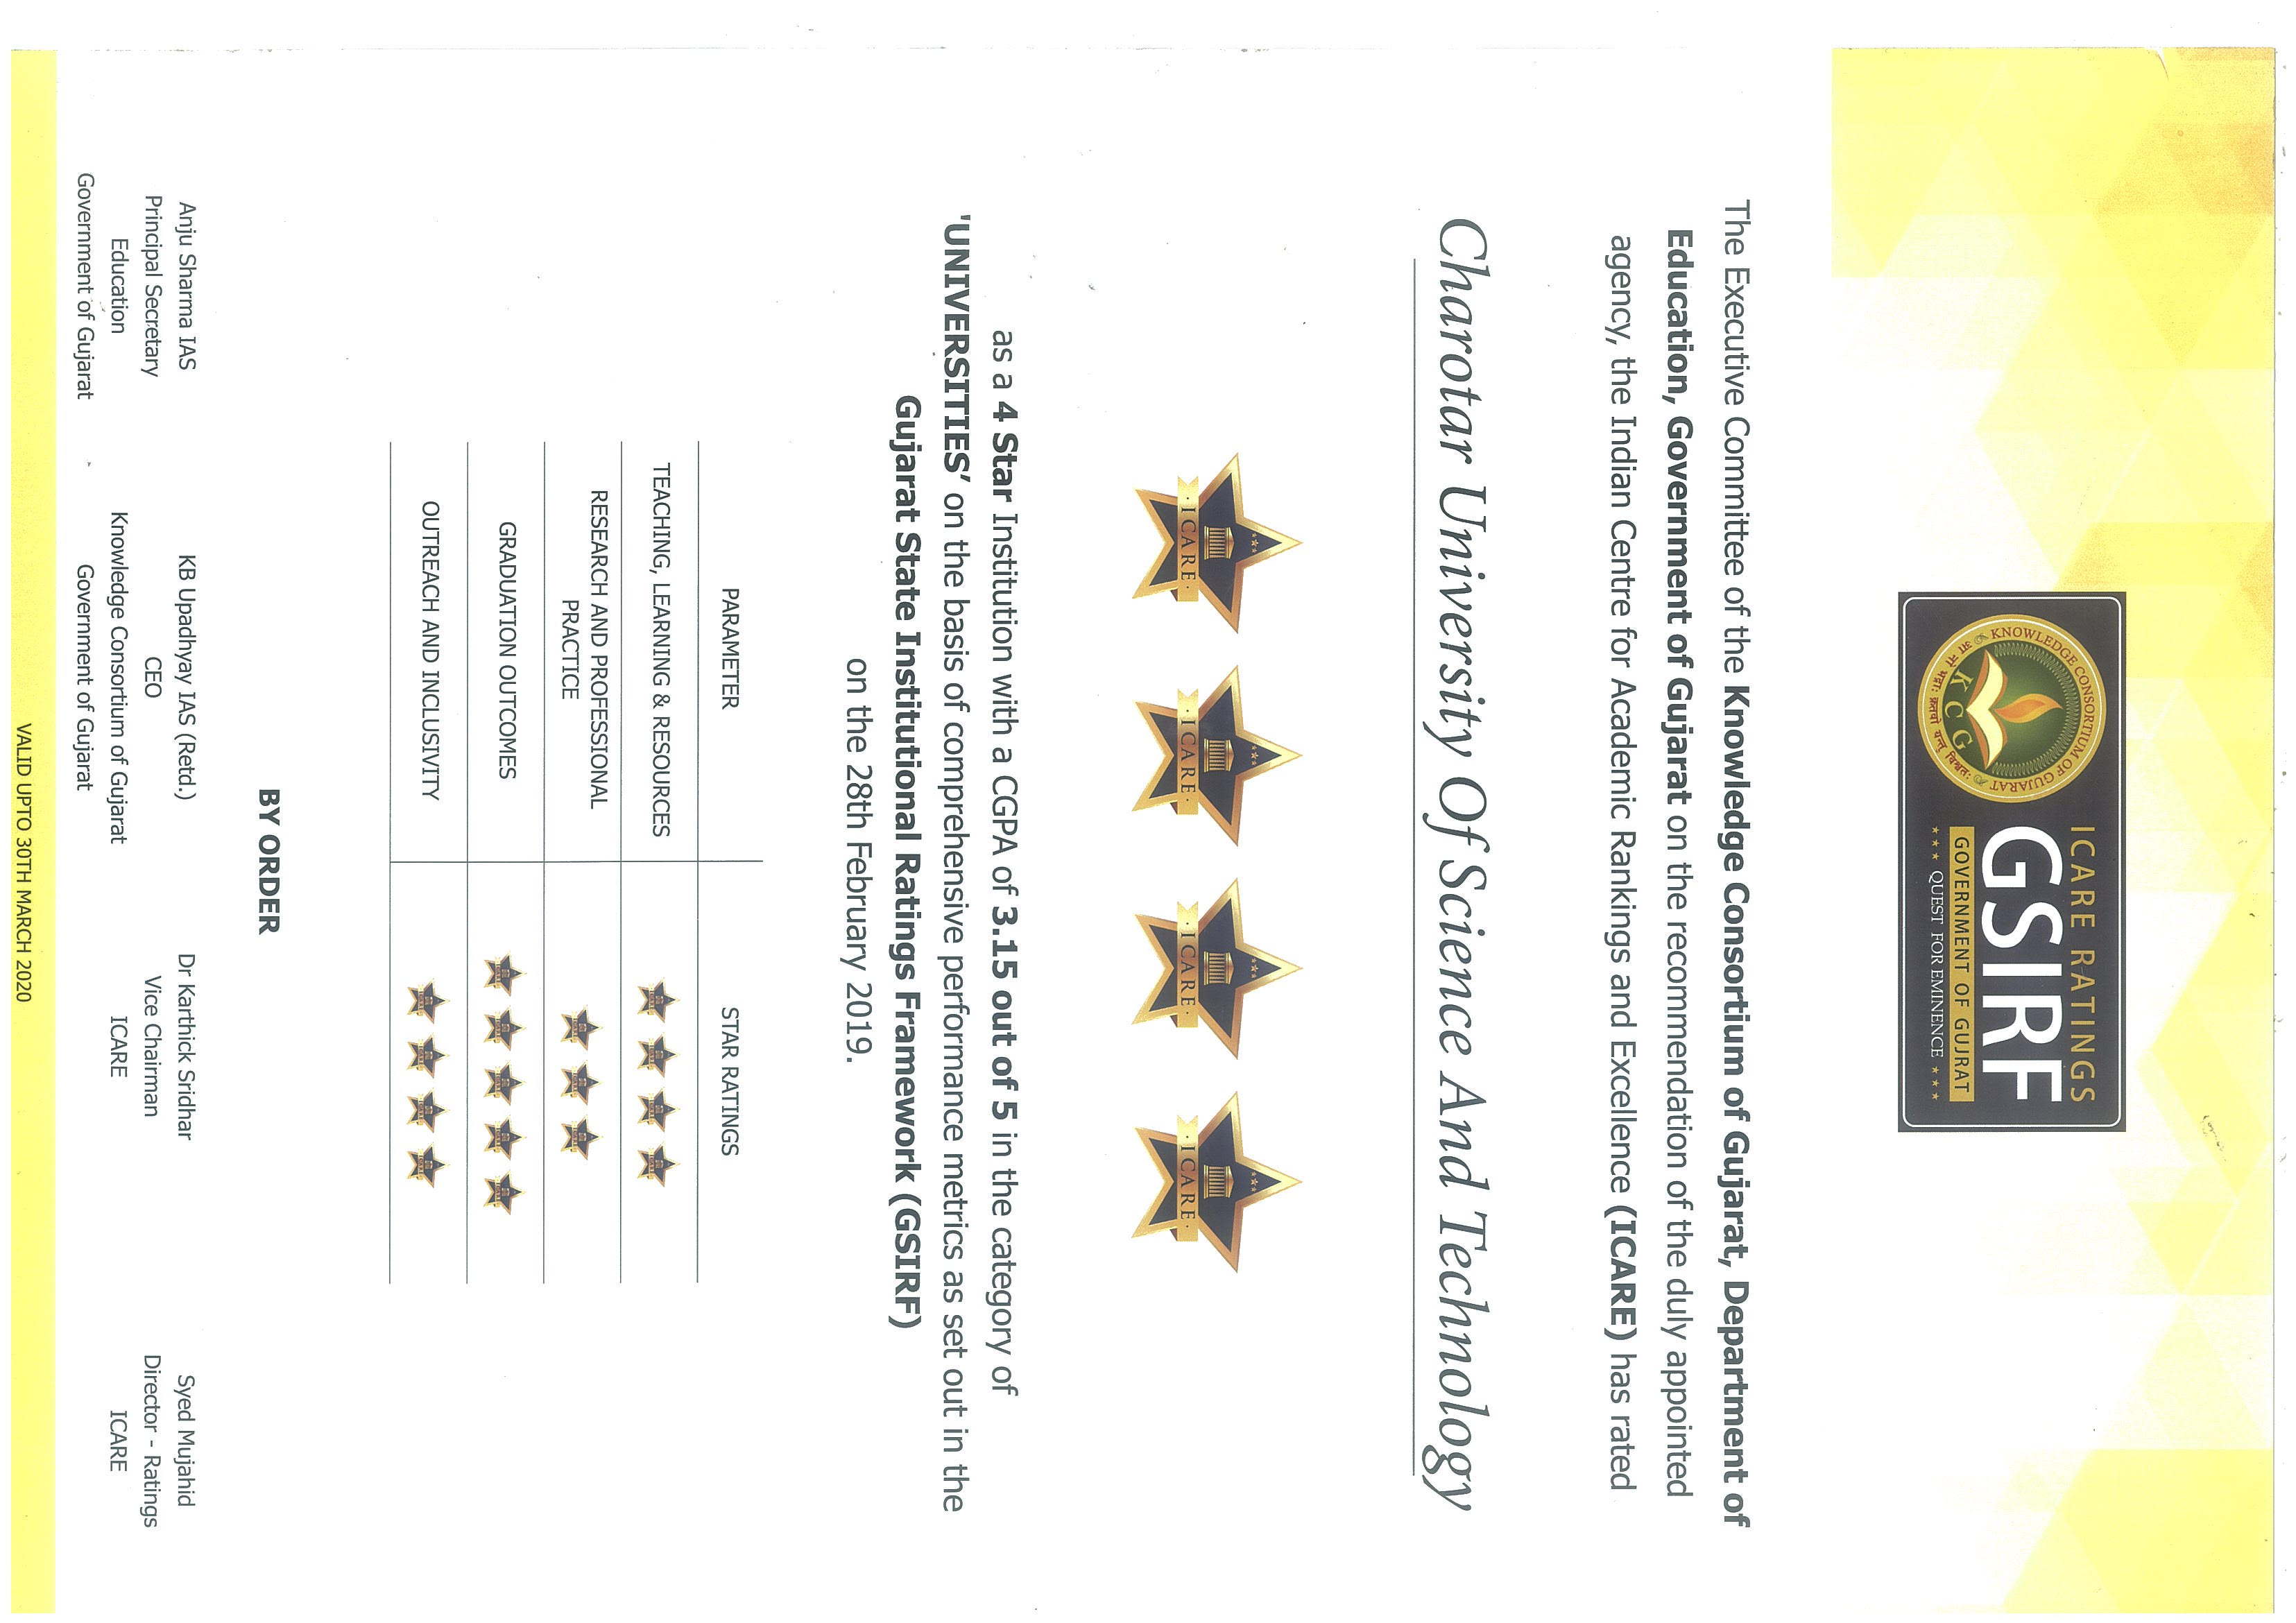 KNOWLEDGE CONSORTIUM OF GUJARAT
आ नो भद्राः क्रतवो यन्तु विश्वतः
K C G
ICARE RATINGS
GSIRF
GOVERNMENT OF GUJRAT
QUEST FOR EMINENCE
The Executive Committee of the Knowledge Consortium of Gujarat, Department of
Education, Government of Gujarat on the recommendation of the duly appointed
agency, the Indian Centre for Academic Rankings and Excellence (ICARE) has rated
Charotar University Of Science And Technology
·ICARE· ·ICARE· ·ICARE· ·ICARE·
as a 4 Star Institution with a CGPA of 3.15 out of 5 in the category of
'UNIVERSITIES’ on the basis of comprehensive performance metrics as set out in the
Gujarat State Institutional Ratings Framework (GSIRF)
on the 28th February 2019.
PARAMETER STAR RATINGS
TEACHING, LEARNING & RESOURCES
RESEARCH AND PROFESSIONAL
PRACTICE
GRADUATION OUTCOMES
OUTREACH AND INCLUSIVITY
BY ORDER
Anju Sharma IAS
Principal Secretary
Education
Government of Gujarat
KB Upadhyay IAS (Retd.)
CEO
Knowledge Consortium of Gujarat
Government of Gujarat
Dr Karthick Sridhar
Vice Chairman
ICARE
Syed Mujahid
Director - Ratings
ICARE
VALID UPTO 30TH MARCH 2020